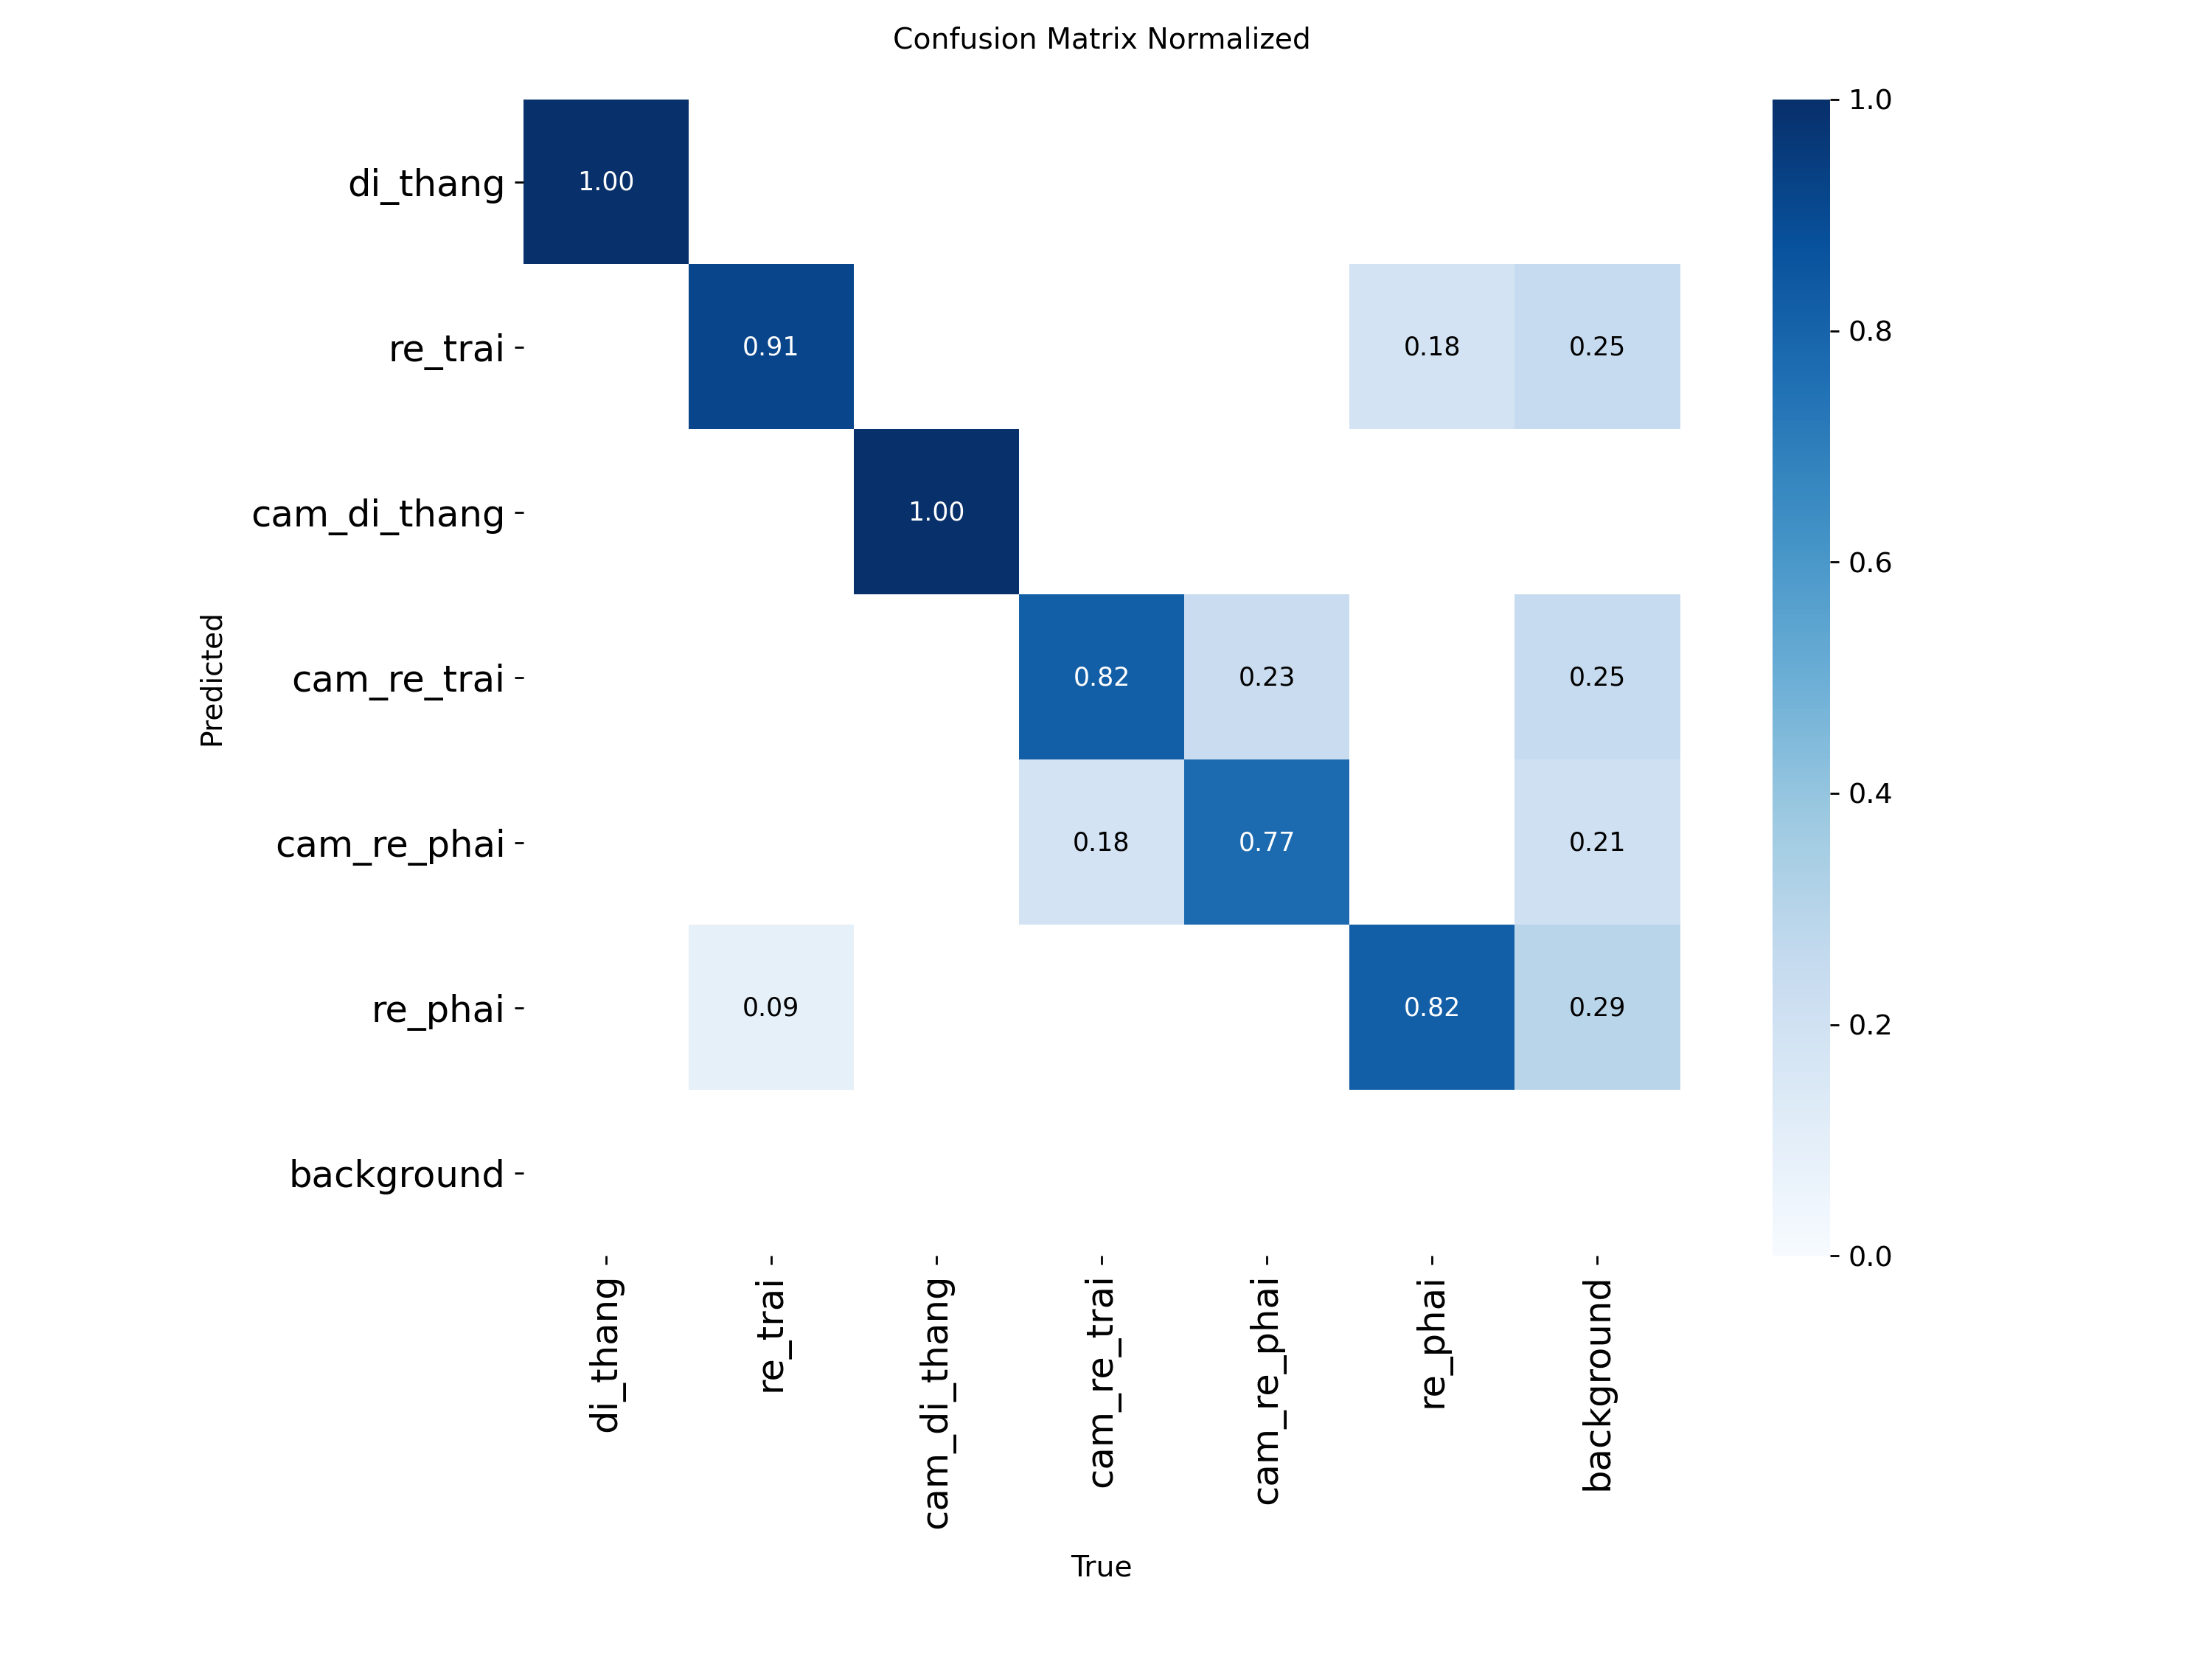 Confusion Matrix Normalized
di_thang 1.00
re_trai 0.91 0.18 0.25
cam_di_thang 1.00
cam_re_trai 0.82 0.23 0.25
cam_re_phai 0.18 0.77 0.21
re_phai 0.09 0.82 0.29
background
Predicted
di_thang re_trai cam_di_thang cam_re_trai cam_re_phai re_phai background
True
1.0
0.8
0.6
0.4
0.2
0.0